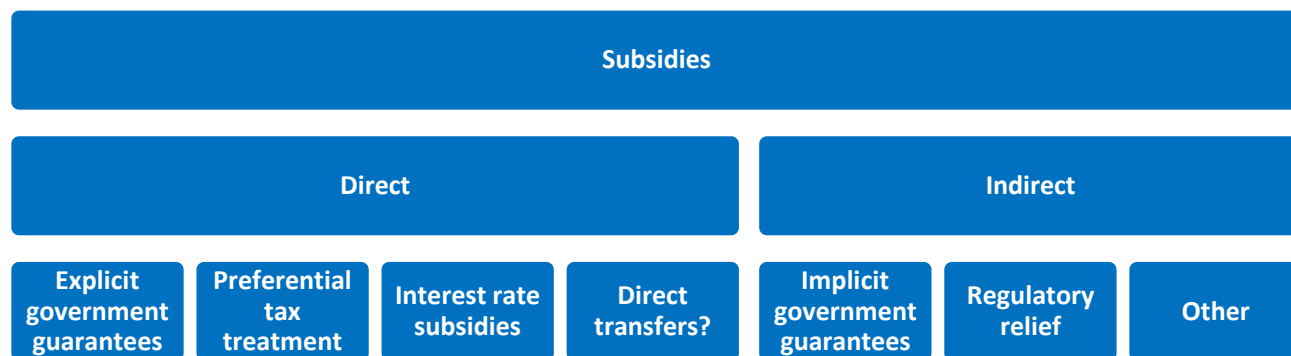 Subsidies
Direct
Indirect
Explicit
government
guarantees
Preferential
tax
treatment
Interest rate
subsidies
Direct
transfers?
Implicit
government
guarantees
Regulatory
relief
Other